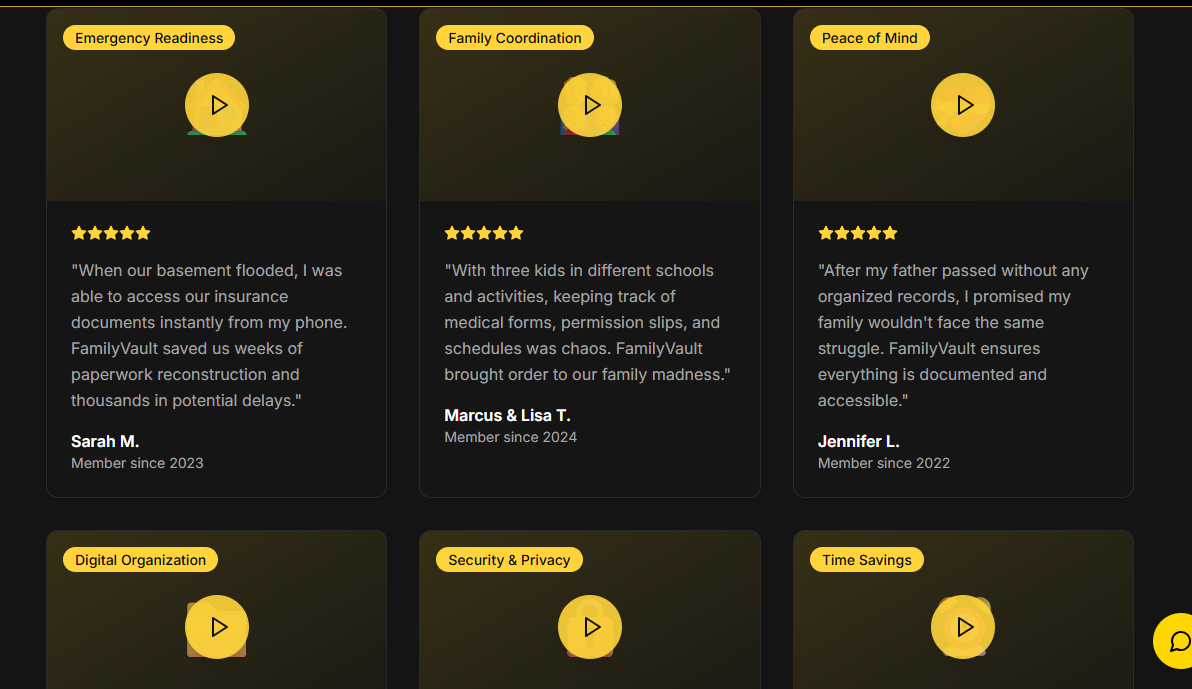 Emergency Readiness
Family Coordination
Peace of Mind
"When our basement flooded, I was
able to access our insurance
documents instantly from my phone.
FamilyVault saved us weeks of
paperwork reconstruction and
thousands in potential delays."
Sarah M.
Member since 2023
"With three kids in different schools
and activities, keeping track of
medical forms, permission slips, and
schedules was chaos. FamilyVault
brought order to our family madness."
Marcus & Lisa T.
Member since 2024
"After my father passed without any
organized records, I promised my
family wouldn't face the same
struggle. FamilyVault ensures
everything is documented and
accessible."
Jennifer L.
Member since 2022
Digital Organization
Security & Privacy
Time Savings